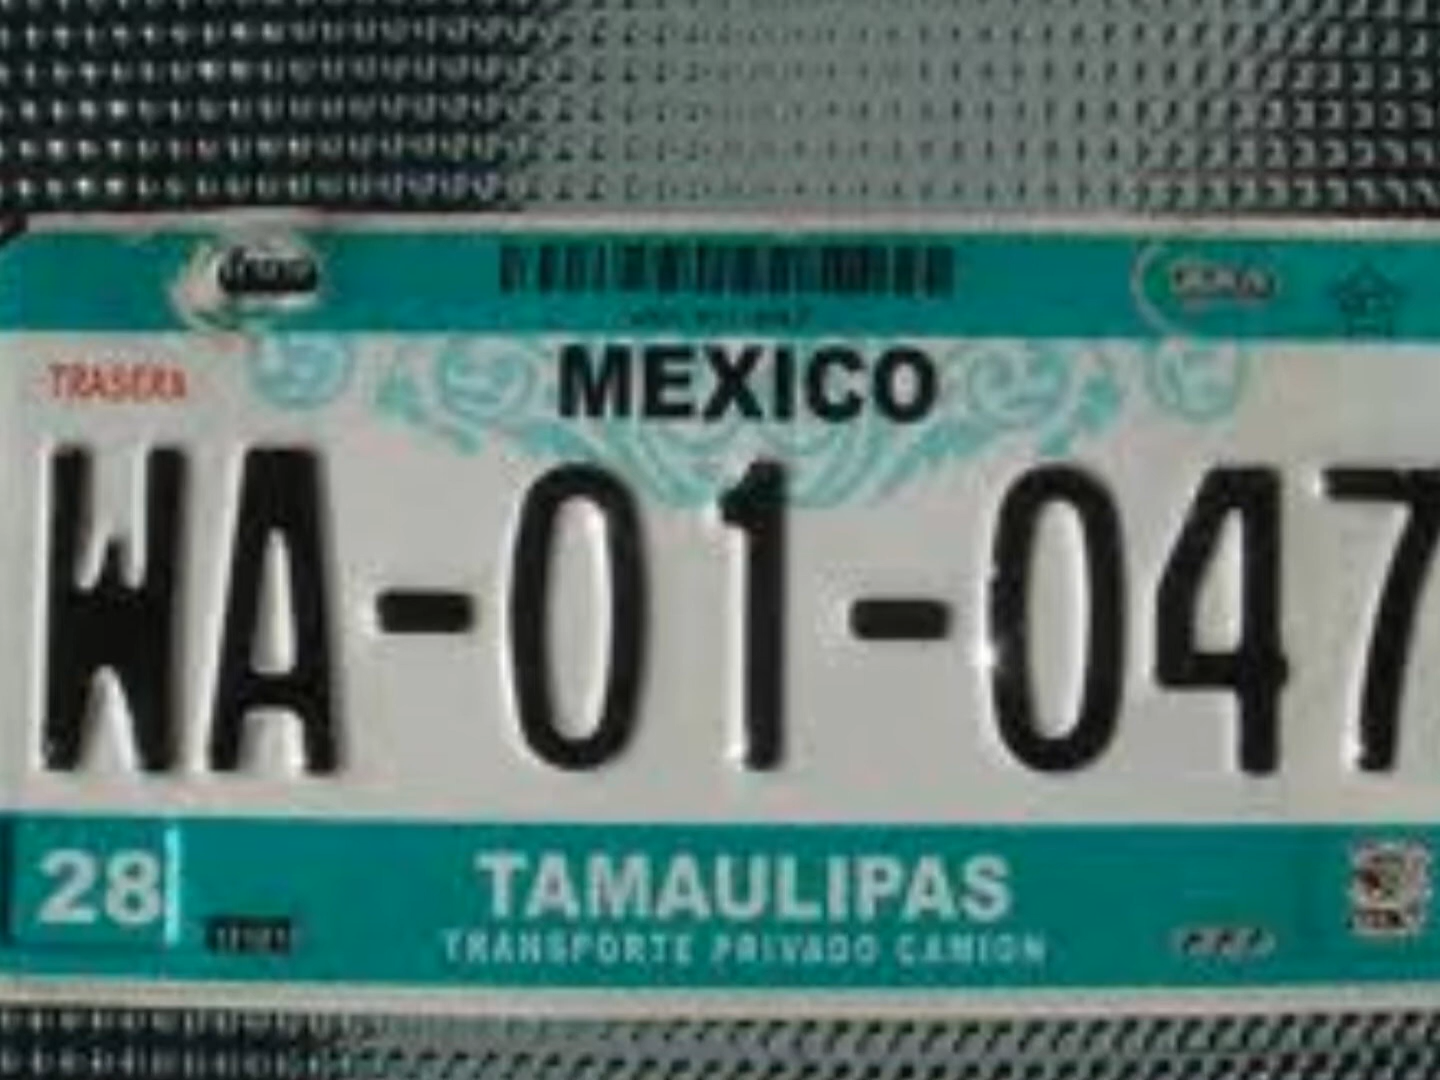 TRASERA
MEXICO
WA-01-047
28
TAMAULIPAS
TRANSPORTE PRIVADO CAMION